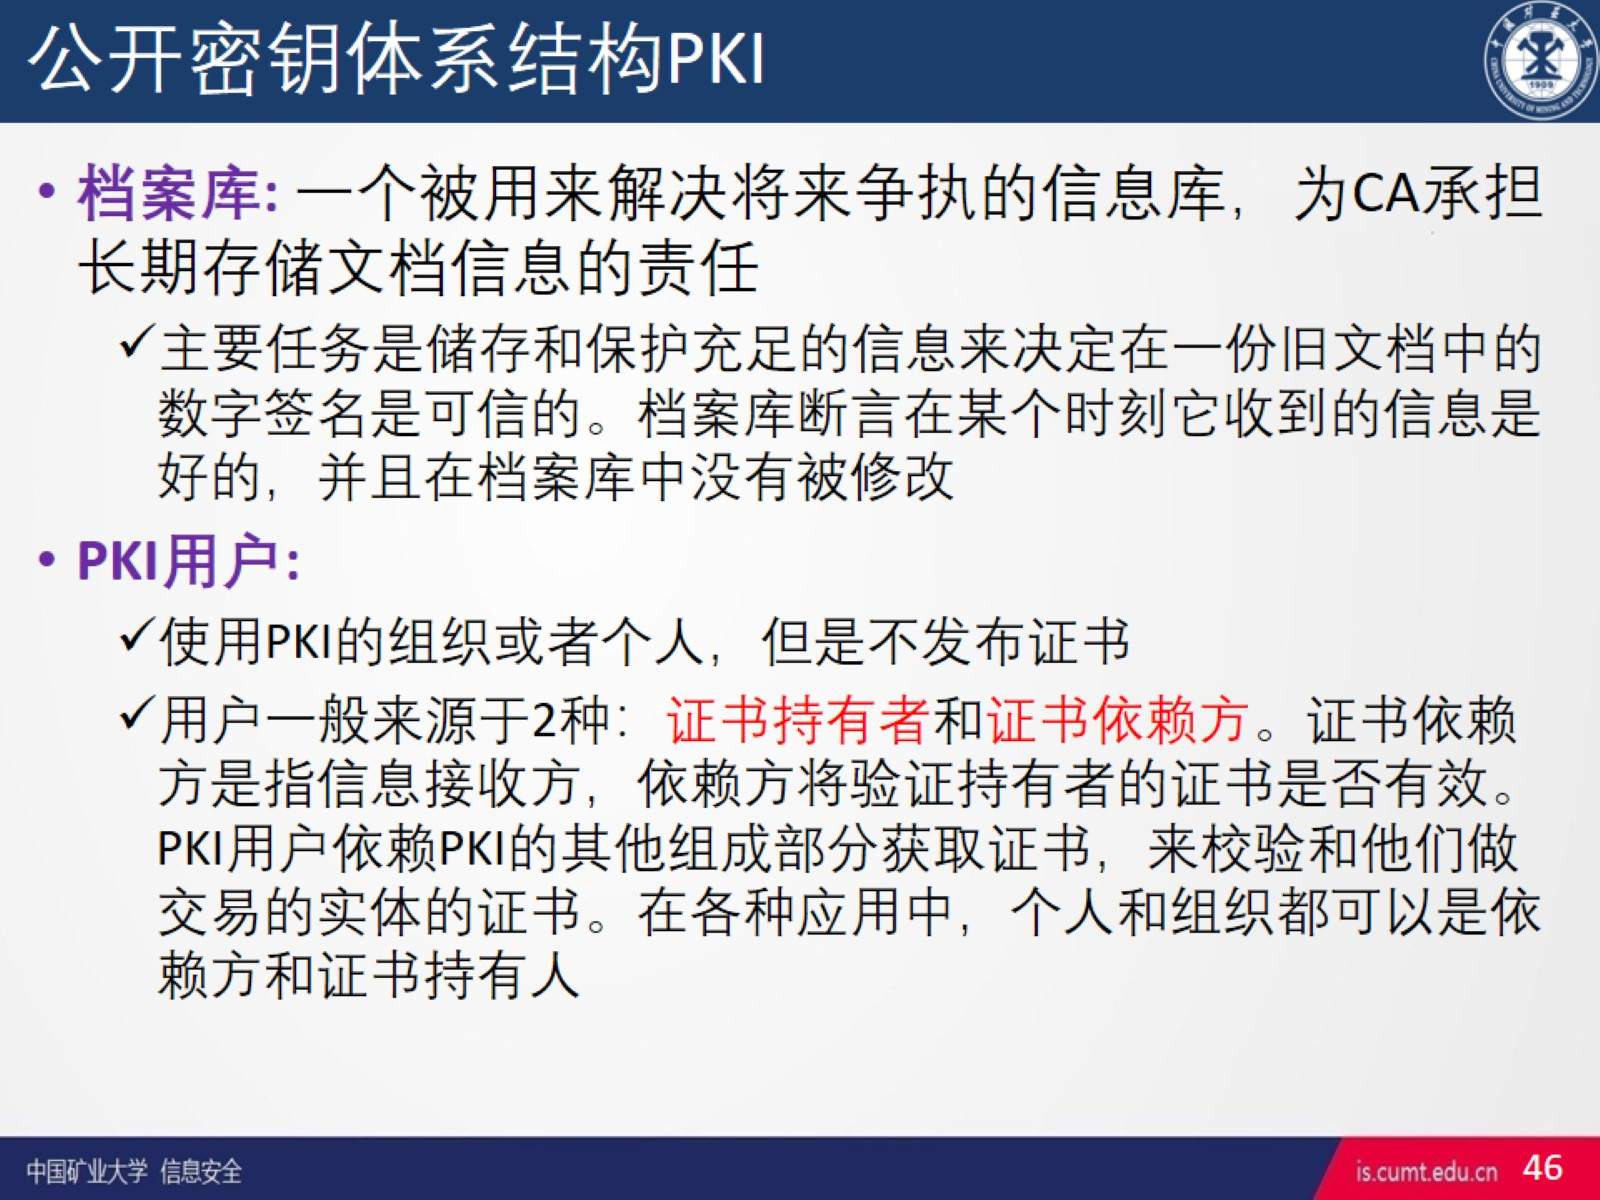 公开密钥体系结构PKI
• 档案库: 一个被用来解决将来争执的信息库, 为CA承担
长期存储文档信息的责任
✓主要任务是储存和保护充足的信息来决定在一份旧文档中的
数字签名是可信的。档案库断言在某个时刻它收到的信息是
好的, 并且在档案库中没有被修改
• PKI用户:
✓使用PKI的组织或者个人, 但是不发布证书
✓用户一般来源于2种: 证书持有者和证书依赖方。证书依赖
方是指信息接收方, 依赖方将验证持有者的证书是否有效。
PKI用户依赖PKI的其他组成部分获取证书, 来校验和他们做
交易的实体的证书。在各种应用中, 个人和组织都可以是依
赖方和证书持有人
中国矿业大学 信息安全
is.cumt.edu.cn 46
中国矿业大学
CHINA UNIVERSITY OF MINING AND TECHNOLOGY
1909